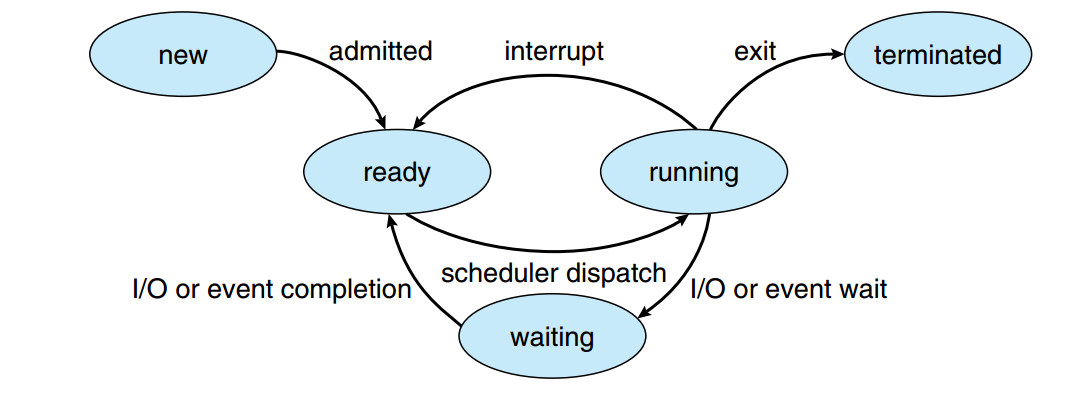 new
admitted
interrupt
exit
terminated
ready
running
scheduler dispatch
I/O or event completion
I/O or event wait
waiting